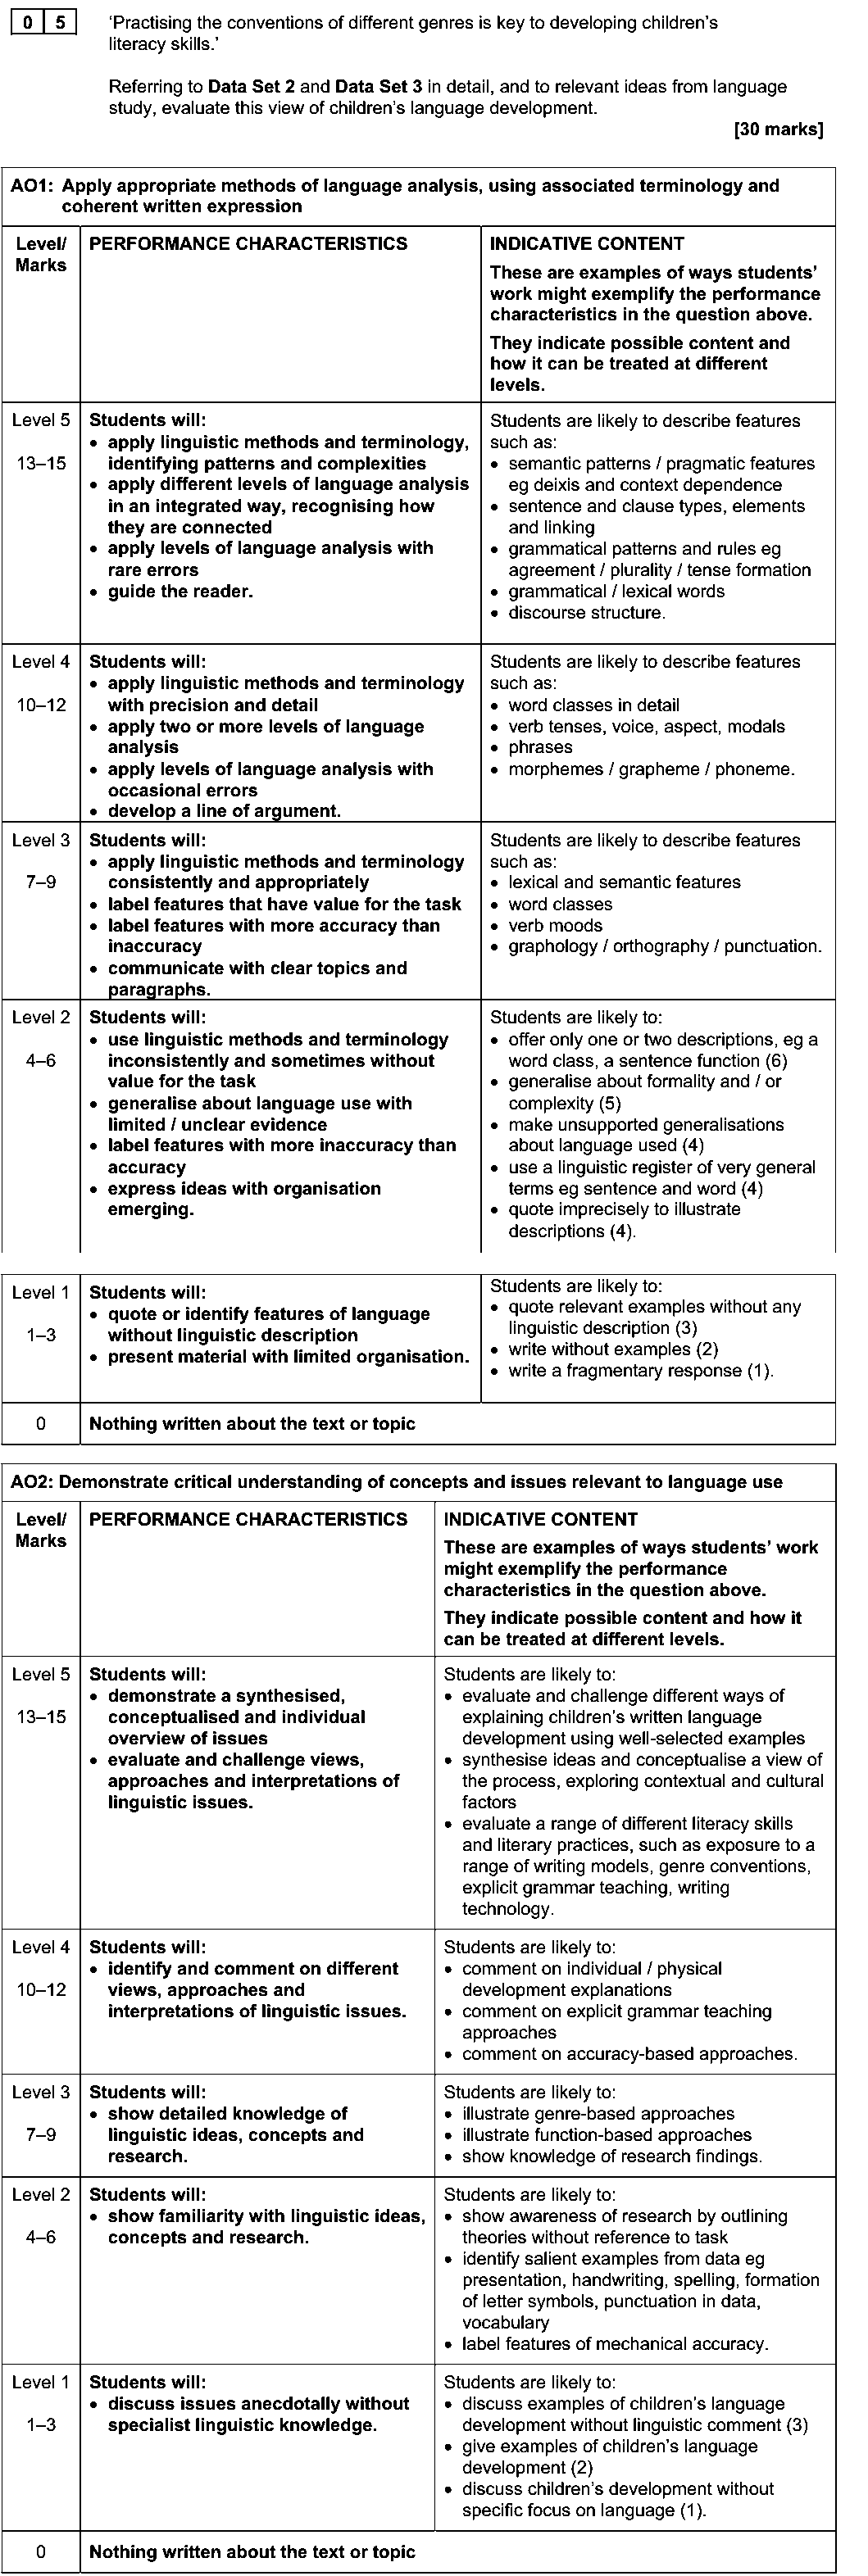 0 5 'Practising the conventions of different genres is key to developing children's
literacy skills.'
Referring to Data Set 2 and Data Set 3 in detail, and to relevant ideas from language
study, evaluate this view of children's language development.
[30 marks]
AO1: Apply appropriate methods of language analysis, using associated terminology and
coherent written expression
Level/
Marks
PERFORMANCE CHARACTERISTICS
INDICATIVE CONTENT
These are examples of ways students'
work might exemplify the performance
characteristics in the question above.
They indicate possible content and
how it can be treated at different
levels.
Level 5
13–15
Students will:
• apply linguistic methods and terminology,
identifying patterns and complexities
• apply different levels of language analysis
in an integrated way, recognising how
they are connected
• apply levels of language analysis with
rare errors
• guide the reader.
Students are likely to describe features
such as:
• semantic patterns / pragmatic features
eg deixis and context dependence
• sentence and clause types, elements
and linking
• grammatical patterns and rules eg
agreement / plurality / tense formation
• grammatical / lexical words
• discourse structure.
Level 4
10–12
Students will:
• apply linguistic methods and terminology
with precision and detail
• apply two or more levels of language
analysis
• apply levels of language analysis with
occasional errors
• develop a line of argument.
Students are likely to describe features
such as:
• word classes in detail
• verb tenses, voice, aspect, modals
• phrases
• morphemes / grapheme / phoneme.
Level 3
7–9
Students will:
• apply linguistic methods and terminology
consistently and appropriately
• label features that have value for the task
• label features with more accuracy than
inaccuracy
• communicate with clear topics and
paragraphs.
Students are likely to describe features
such as:
• lexical and semantic features
• word classes
• verb moods
• graphology / orthography / punctuation.
Level 2
4–6
Students will:
• use linguistic methods and terminology
inconsistently and sometimes without
value for the task
• generalise about language use with
limited / unclear evidence
• label features with more inaccuracy than
accuracy
• express ideas with organisation
emerging.
Students are likely to:
• offer only one or two descriptions, eg a
word class, a sentence function (6)
• generalise about formality and / or
complexity (5)
• make unsupported generalisations
about language used (4)
• use a linguistic register of very general
terms eg sentence and word (4)
• quote imprecisely to illustrate
descriptions (4).
Level 1
1–3
Students will:
• quote or identify features of language
without linguistic description
• present material with limited organisation.
Students are likely to:
• quote relevant examples without any
linguistic description (3)
• write without examples (2)
• write a fragmentary response (1).
0
Nothing written about the text or topic
AO2: Demonstrate critical understanding of concepts and issues relevant to language use
Level/
Marks
PERFORMANCE CHARACTERISTICS
INDICATIVE CONTENT
These are examples of ways students' work
might exemplify the performance
characteristics in the question above.
They indicate possible content and how it
can be treated at different levels.
Level 5
13–15
Students will:
• demonstrate a synthesised,
conceptualised and individual
overview of issues
• evaluate and challenge views,
approaches and interpretations of
linguistic issues.
Students are likely to:
• evaluate and challenge different ways of
explaining children's written language
development using well-selected examples
• synthesise ideas and conceptualise a view of
the process, exploring contextual and cultural
factors
• evaluate a range of different literacy skills
and literary practices, such as exposure to a
range of writing models, genre conventions,
explicit grammar teaching, writing
technology.
Level 4
10–12
Students will:
• identify and comment on different
views, approaches and
interpretations of linguistic issues.
Students are likely to:
• comment on individual / physical
development explanations
• comment on explicit grammar teaching
approaches
• comment on accuracy-based approaches.
Level 3
7–9
Students will:
• show detailed knowledge of
linguistic ideas, concepts and
research.
Students are likely to:
• illustrate genre-based approaches
• illustrate function-based approaches
• show knowledge of research findings.
Level 2
4–6
Students will:
• show familiarity with linguistic ideas,
concepts and research.
Students are likely to:
• show awareness of research by outlining
theories without reference to task
• identify salient examples from data eg
presentation, handwriting, spelling, formation
of letter symbols, punctuation in data,
vocabulary
• label features of mechanical accuracy.
Level 1
1–3
Students will:
• discuss issues anecdotally without
specialist linguistic knowledge.
Students are likely to:
• discuss examples of children's language
development without linguistic comment (3)
• give examples of children's language
development (2)
• discuss children's development without
specific focus on language (1).
0
Nothing written about the text or topic